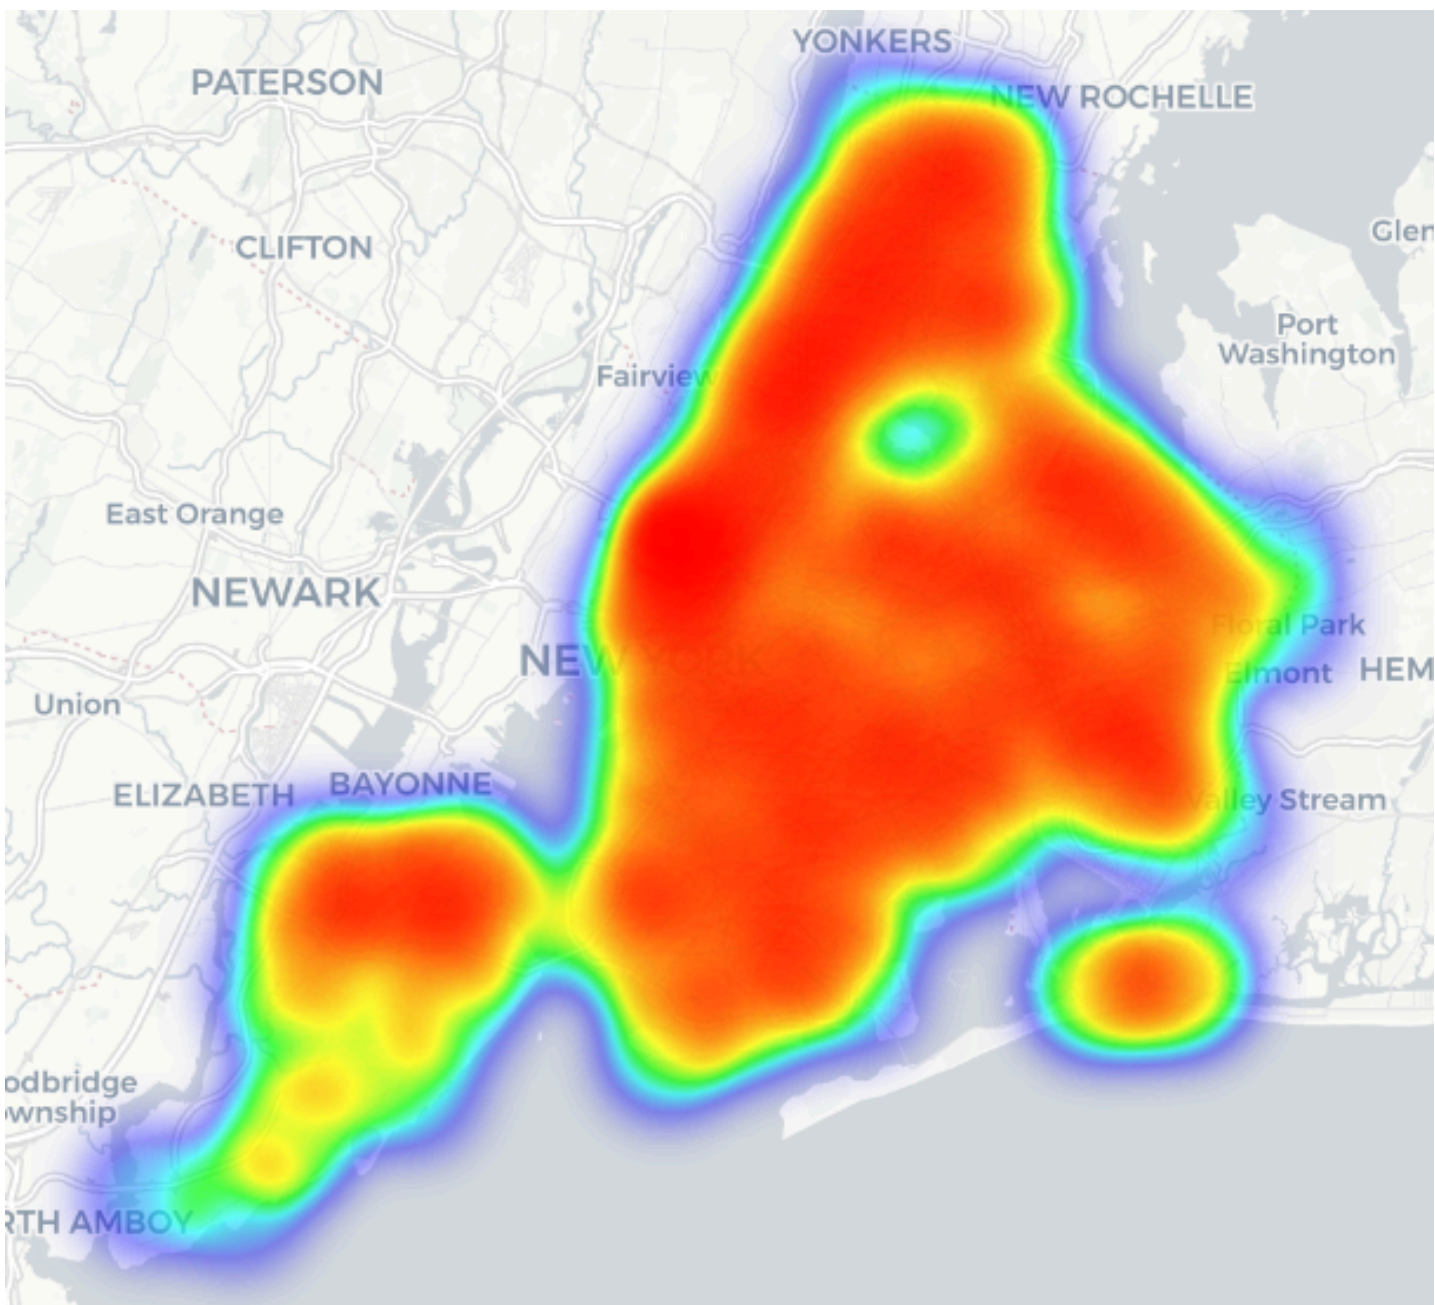 YONKERS
PATERSON
NEW ROCHELLE
Glen
CLIFTON
Port
Washington
Fairview
East Orange
NEWARK
Floral Park
NEW YORK
Elmont
HEM
Union
BAYONNE
ELIZABETH
Valley Stream
odbridge
ownship
RTH AMBOY